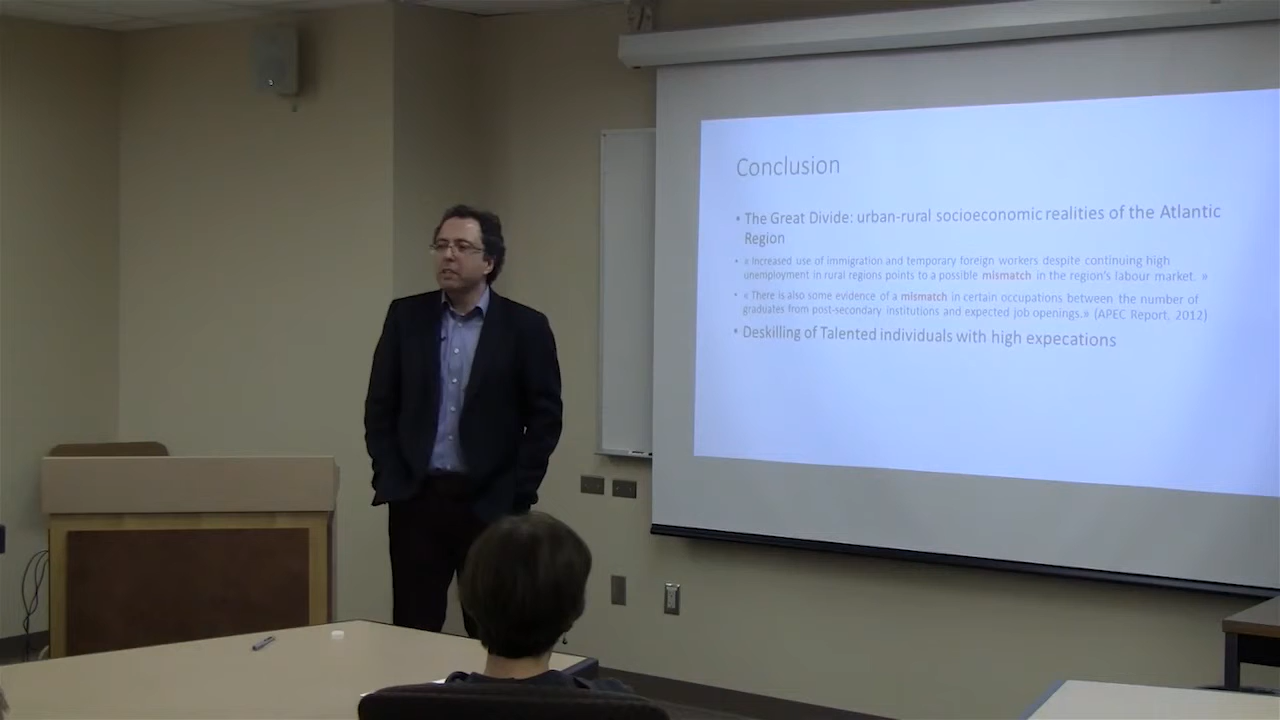 Conclusion
• The Great Divide: urban-rural socioeconomic realities of the Atlantic
Region
• « Increased use of immigration and temporary foreign workers despite continuing high
unemployment in rural regions points to a possible mismatch in the region's labour market. »
• « There is also some evidence of a mismatch in certain occupations between the number of
graduates from post-secondary institutions and expected job openings.» (APEC Report, 2012)
• Deskilling of Talented individuals with high expecations